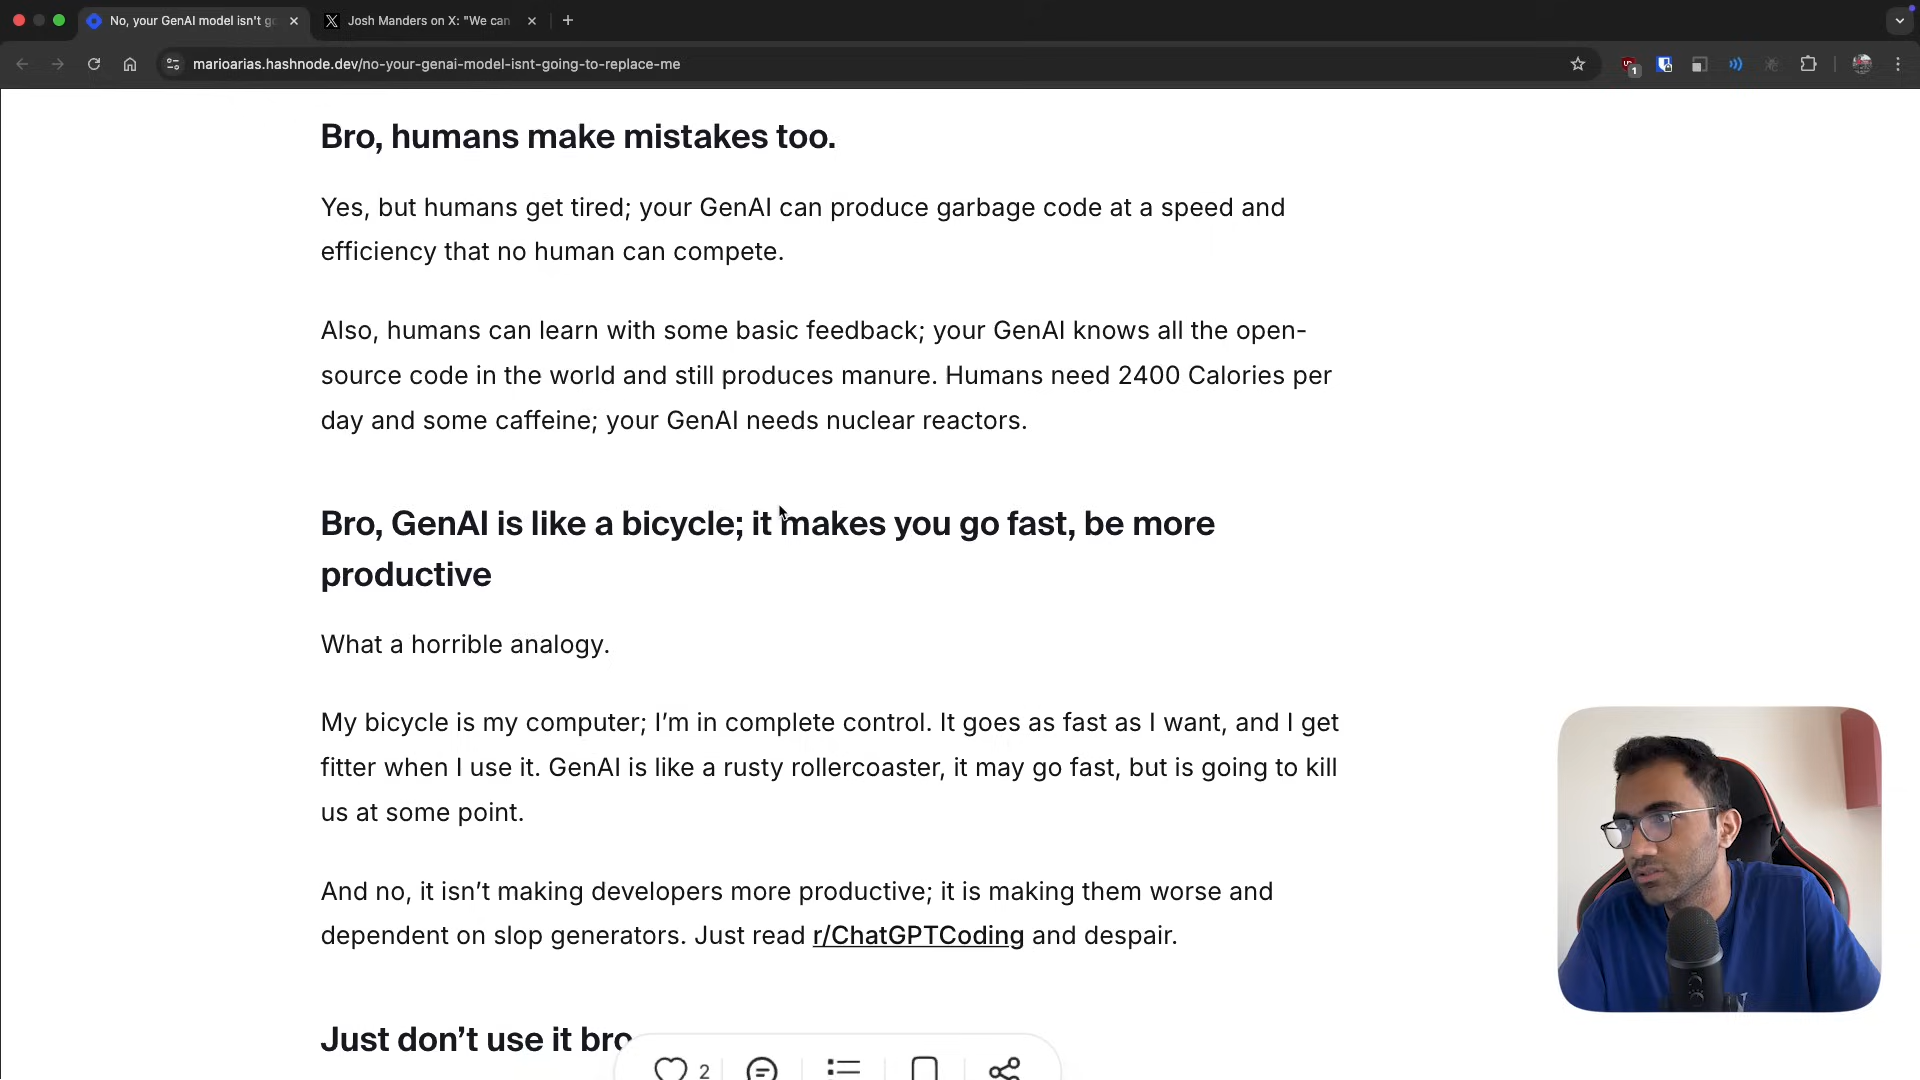 No, your GenAI model isn't go
Josh Manders on X: "We can
marioarias.hashnode.dev/no-your-genai-model-isnt-going-to-replace-me
1
Bro, humans make mistakes too.
Yes, but humans get tired; your GenAI can produce garbage code at a speed and
efficiency that no human can compete.
Also, humans can learn with some basic feedback; your GenAI knows all the open-
source code in the world and still produces manure. Humans need 2400 Calories per
day and some caffeine; your GenAI needs nuclear reactors.
Bro, GenAI is like a bicycle; it makes you go fast, be more
productive
What a horrible analogy.
My bicycle is my computer; I’m in complete control. It goes as fast as I want, and I get
fitter when I use it. GenAI is like a rusty rollercoaster, it may go fast, but is going to kill
us at some point.
And no, it isn’t making developers more productive; it is making them worse and
dependent on slop generators. Just read r/ChatGPTCoding and despair.
Just don’t use it bro
2